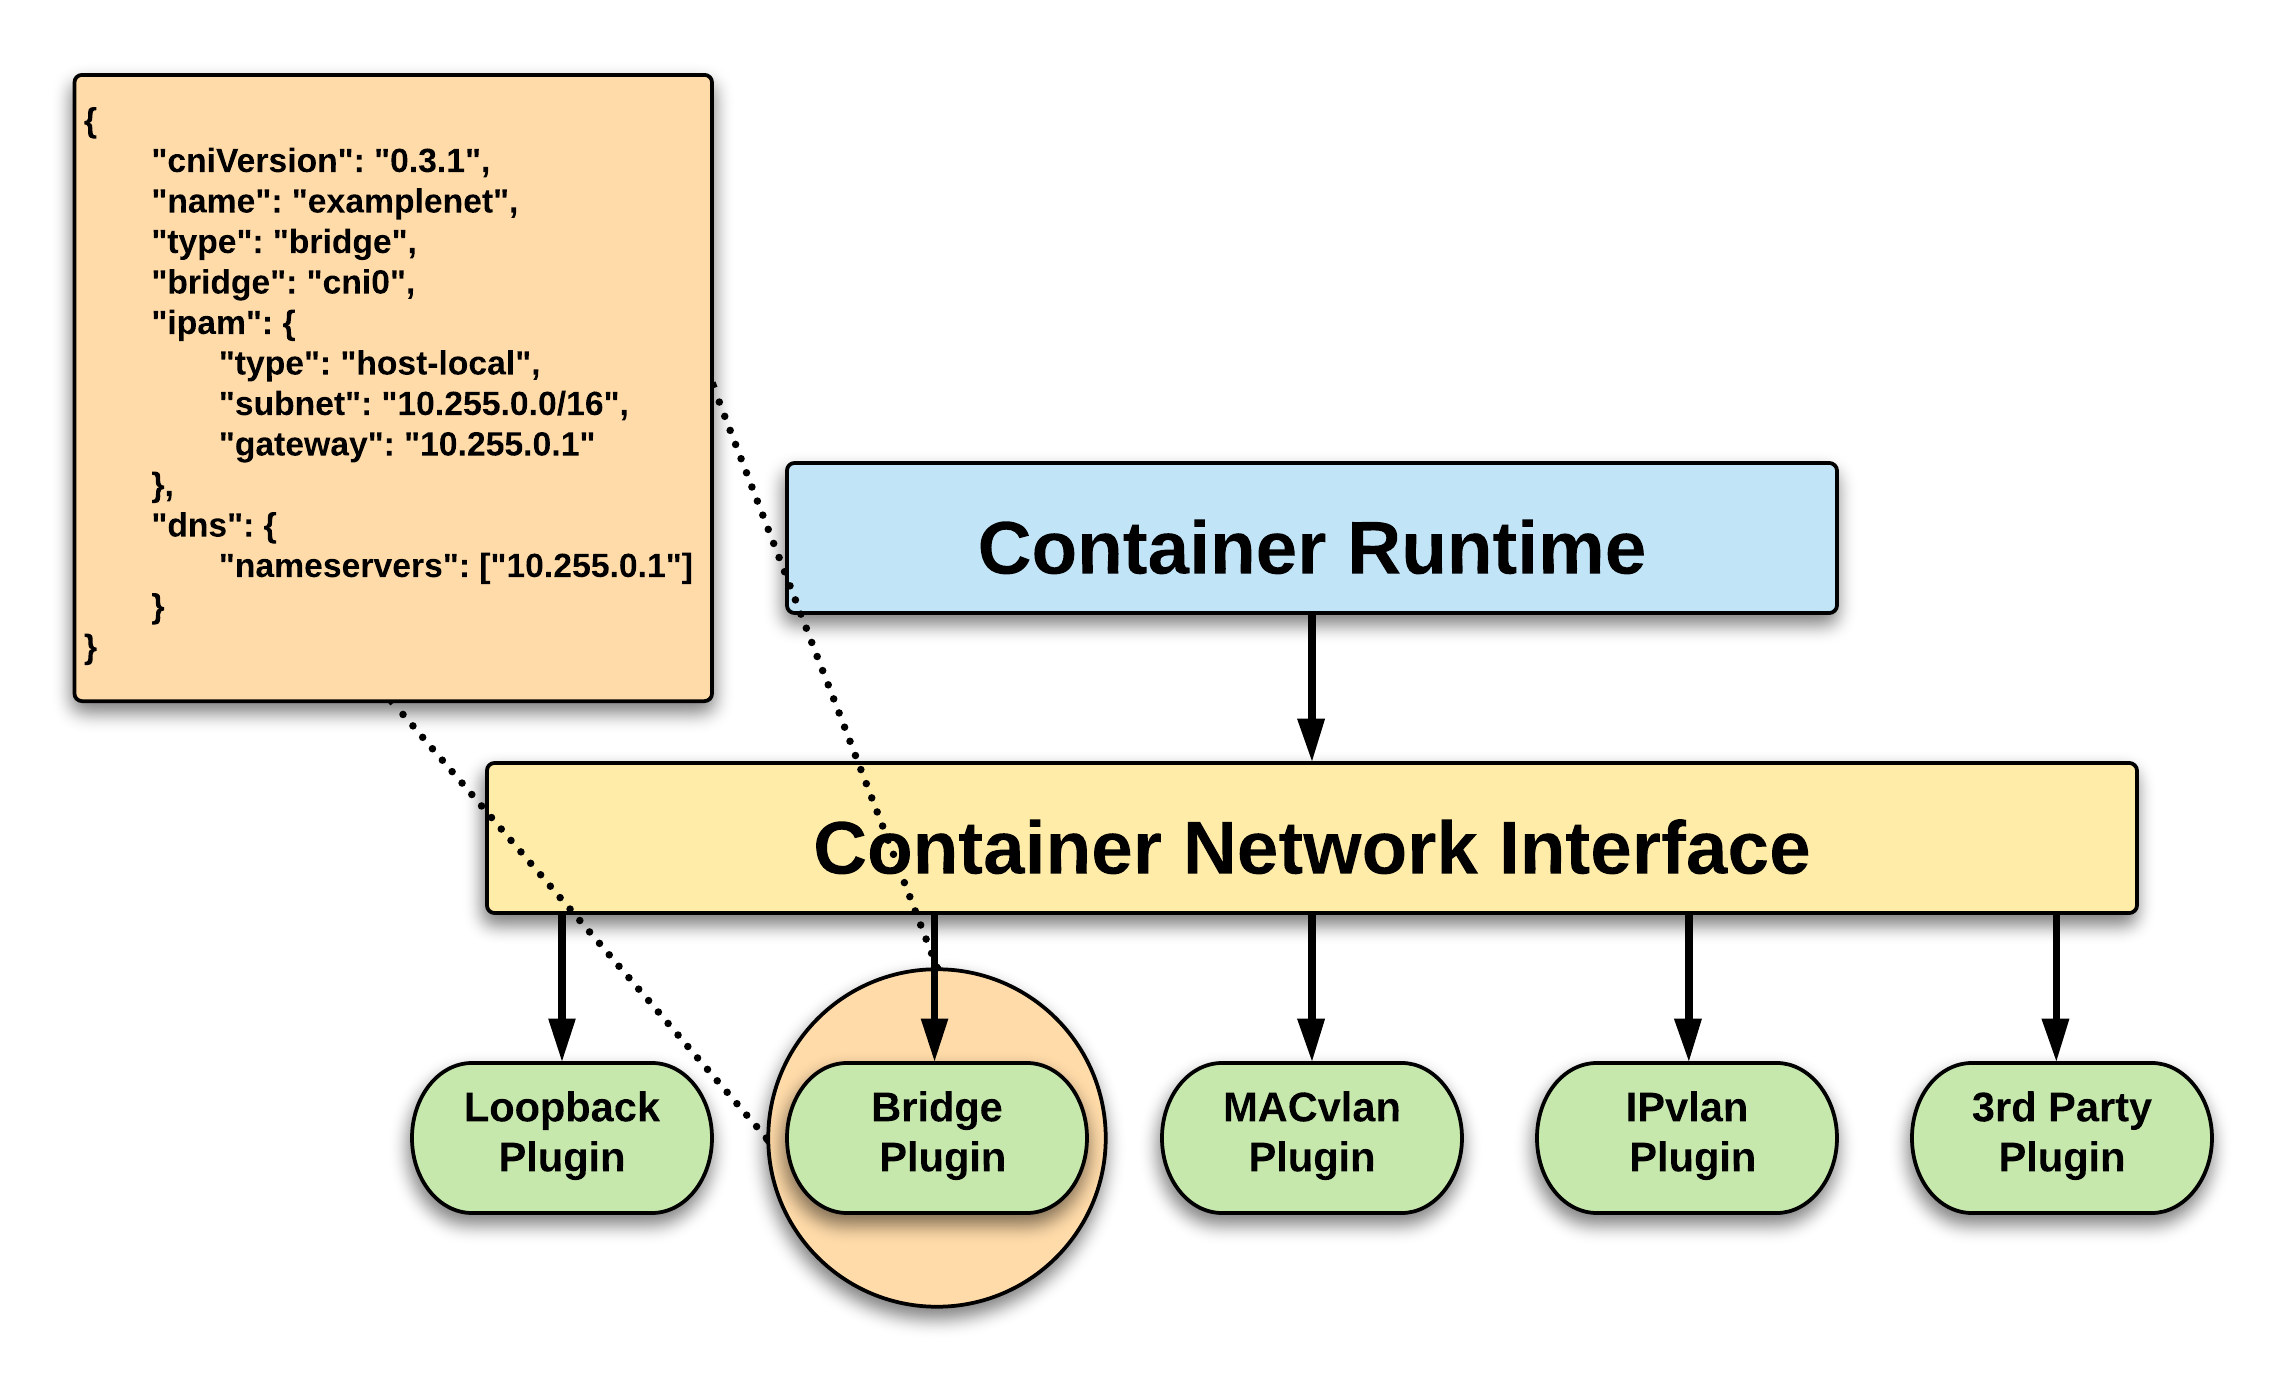 {
"cniVersion": "0.3.1",
"name": "examplenet",
"type": "bridge",
"bridge": "cni0",
"ipam": {
"type": "host-local",
"subnet": "10.255.0.0/16",
"gateway": "10.255.0.1"
},
"dns": {
"nameservers": ["10.255.0.1"]
}
}
Container Runtime
Container Network Interface
Loopback
Plugin
Bridge
Plugin
MACvlan
Plugin
IPvlan
Plugin
3rd Party
Plugin